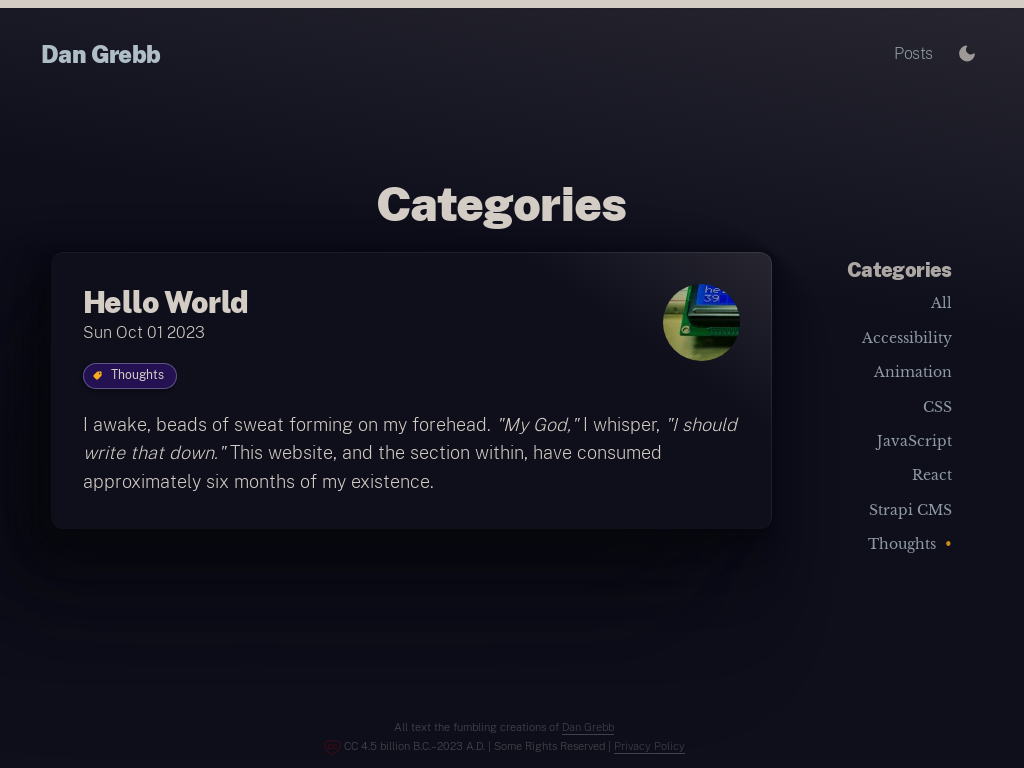 Dan Grebb
Posts
Categories
Hello World
Sun Oct 01 2023
Thoughts
I awake, beads of sweat forming on my forehead. "My God," I whisper, "I should
write that down." This website, and the section within, have consumed
approximately six months of my existence.
he
39
Categories
All
Accessibility
Animation
CSS
JavaScript
React
Strapi CMS
Thoughts •
All text the fumbling creations of Dan Grebb
CC 4.5 billion B.C.–2023 A.D. | Some Rights Reserved | Privacy Policy